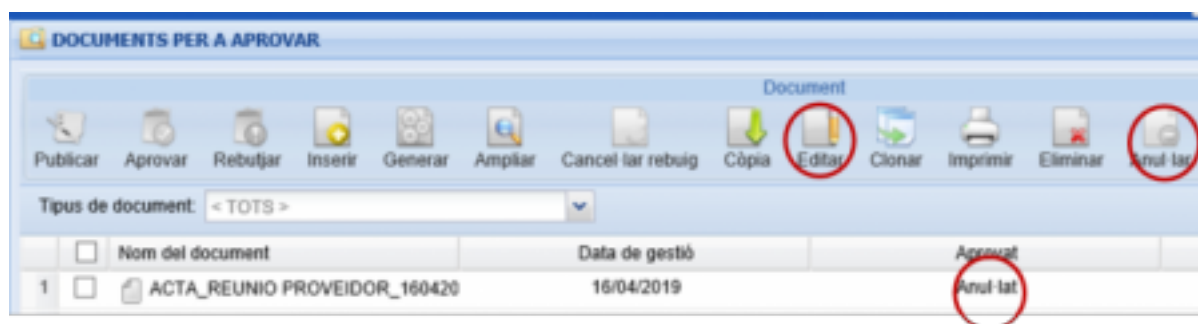 DOCUMENTS PER A APROVAR
Document
Publicar Aprovar Rebutjar Inserir Generar Ampliar Cancel·lar rebuig Còpia Editar Clonar Imprimir Eliminar Anul·lar
Tipus de document: < TOTS >
Nom del document Data de gestió Aprovat
1 ACTA_REUNIO PROVEIDOR_160420 16/04/2019 Anul·lat